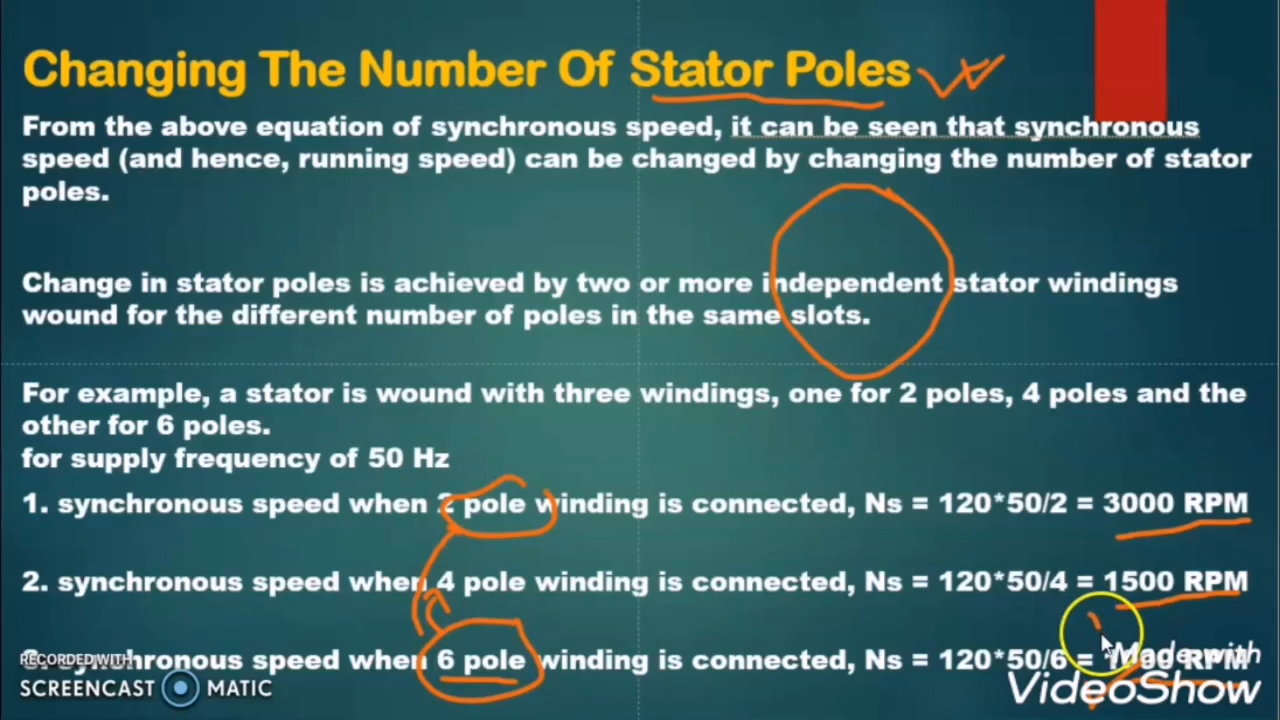 Changing The Number Of Stator Poles
From the above equation of synchronous speed, it can be seen that synchronous
speed (and hence, running speed) can be changed by changing the number of stator
poles.
Change in stator poles is achieved by two or more independent stator windings
wound for the different number of poles in the same slots.
For example, a stator is wound with three windings, one for 2 poles, 4 poles and the
other for 6 poles.
for supply frequency of 50 Hz
1. synchronous speed when 2 pole winding is connected, Ns = 120*50/2 = 3000 RPM
2. synchronous speed when 4 pole winding is connected, Ns = 120*50/4 = 1500 RPM
synchronous speed when 6 pole winding is connected, Ns = 120*50/6 = RPM
RECORDED WITH
SCREENCAST MATIC
Made with
VideoShow